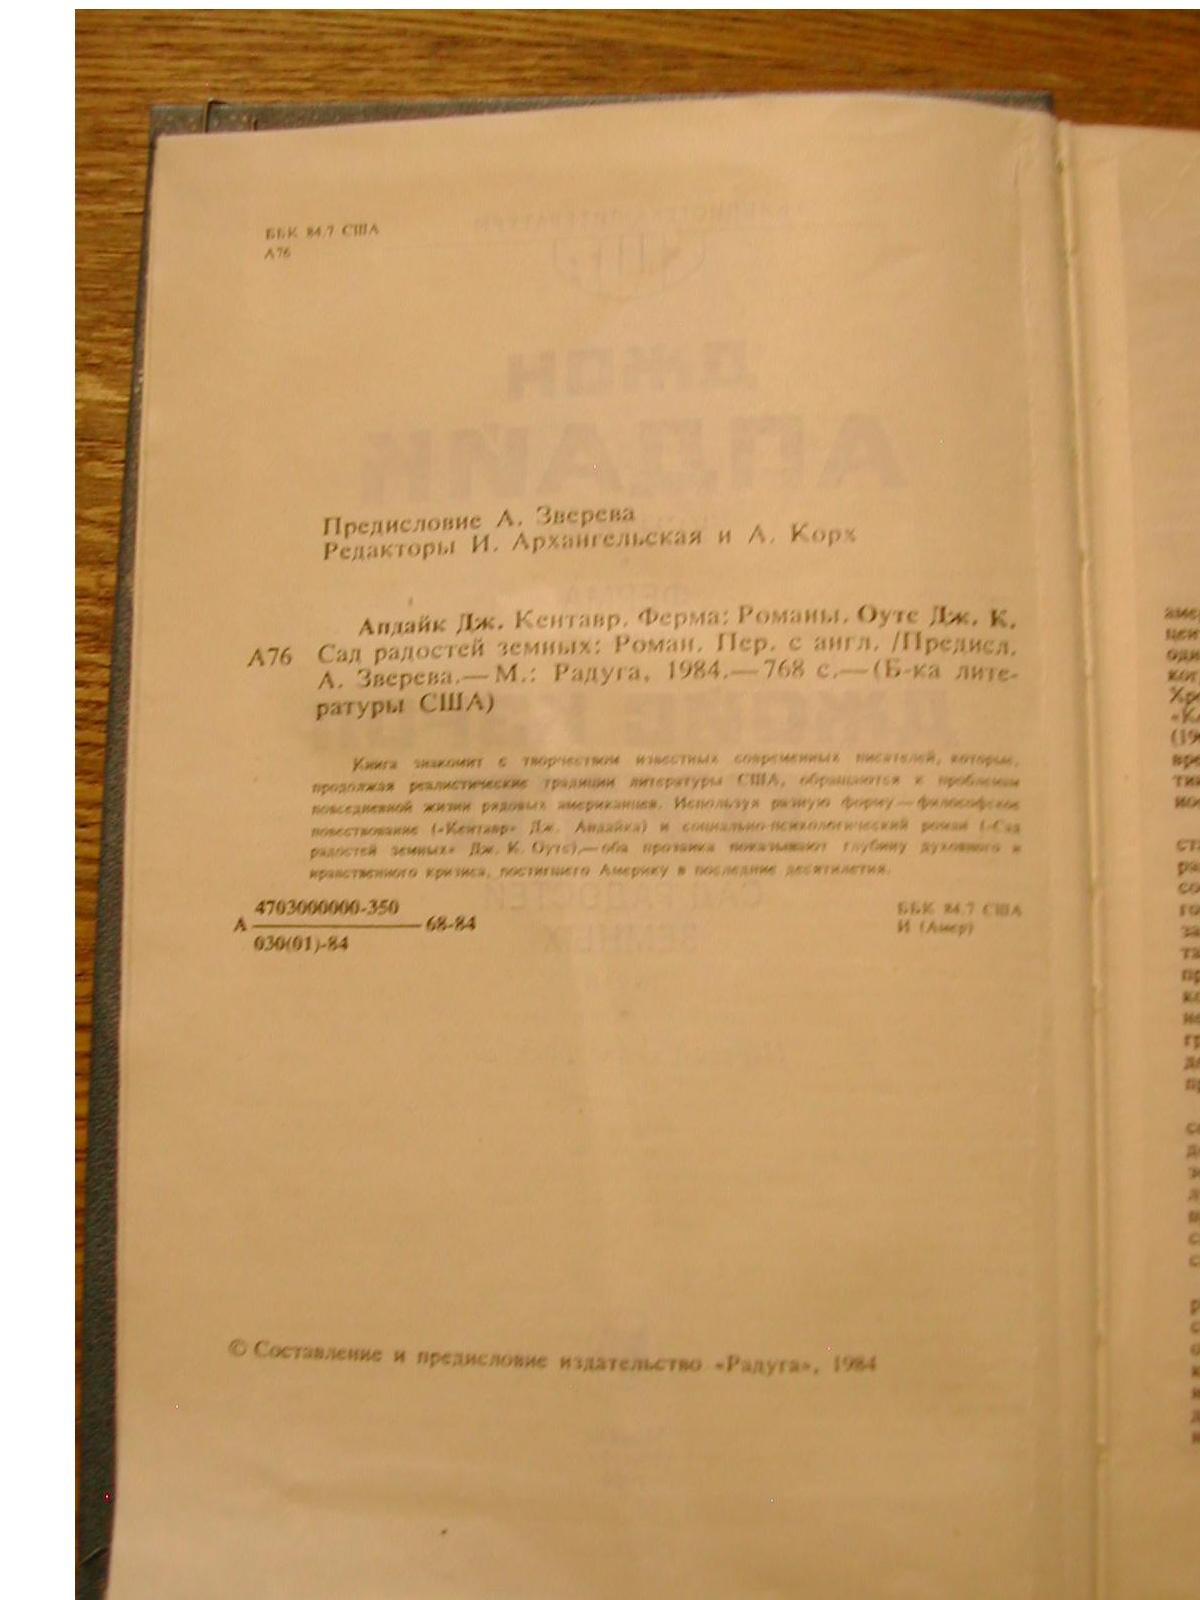 ББК 84.7 США
А76
Предисловие А. Зверева
Редакторы И. Архангельская и А. Корх
Апдайк Дж. Кентавр. Ферма: Романы. Оутс Дж. К.
А76 Сад радостей земных: Роман. Пер. с англ. /Предисл.
А. Зверева.— М.: Радуга, 1984.— 768 с.— (Б-ка лите-
ратуры США)
Книга знакомит с творчеством известных современных писателей, которые,
продолжая реалистические традиции литературы США, обращаются к проблемам
повседневной жизни рядовых американцев. Используя разную форму — философское
повествование («Кентавр» Дж. Апдайка) и социально-психологический роман («Сад
радостей земных» Дж. К. Оутс),— оба прозаика показывают глубину духовного и
нравственного кризиса, постигшего Америку в последние десятилетия.
4703000000-350
А 68-84
030(01)-84
ББК 84.7 США
И (Амер)
© Составление и предисловие издательство «Радуга», 1984